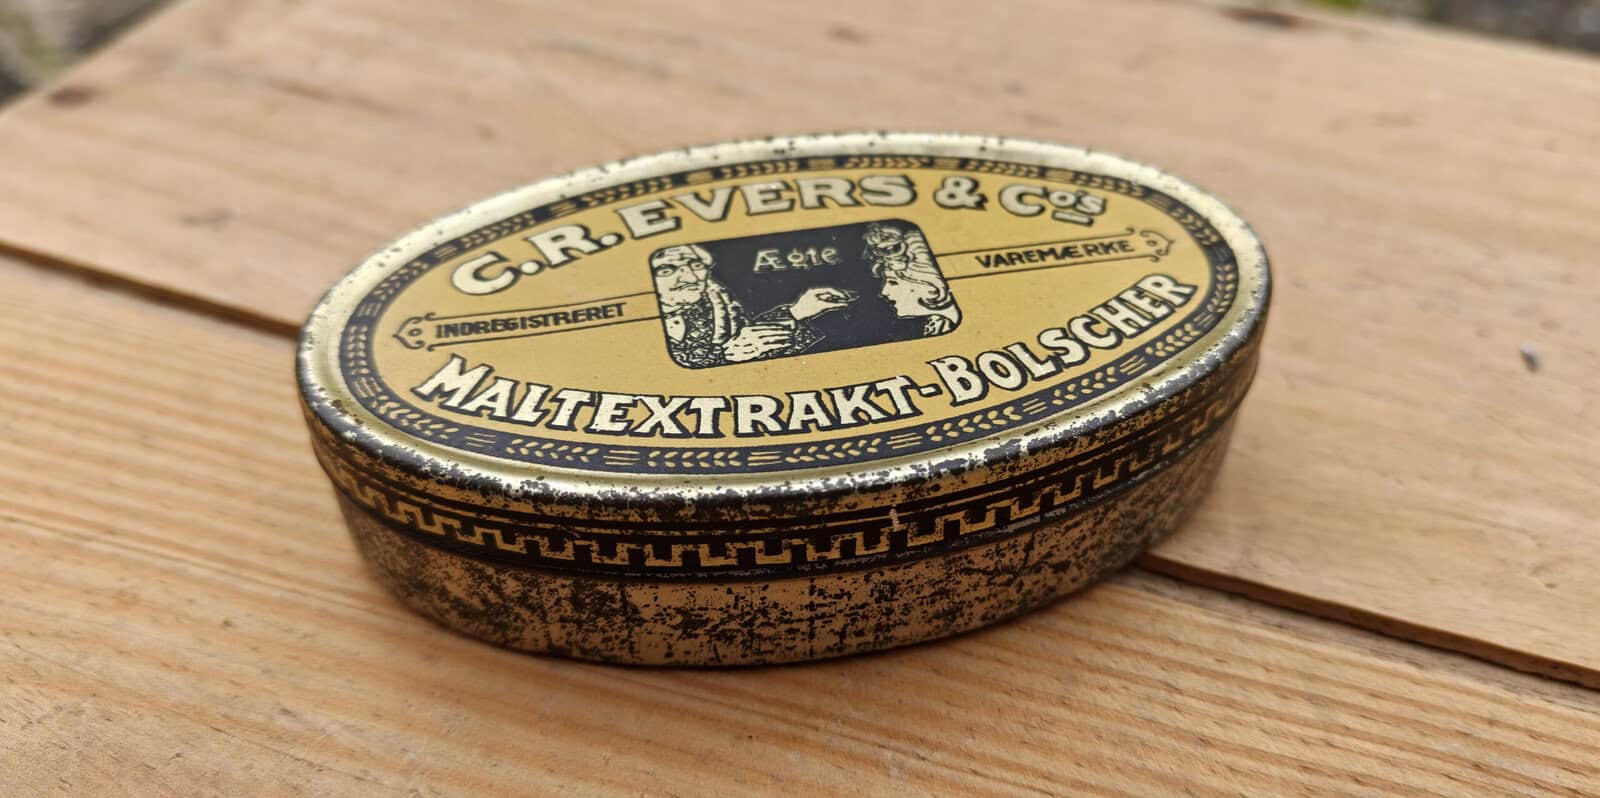 C.R. EVERS & Co's
Ægte
INDREGISTRERET
VAREMÆRKE
MALTEXTRAKT-BOLSCHER